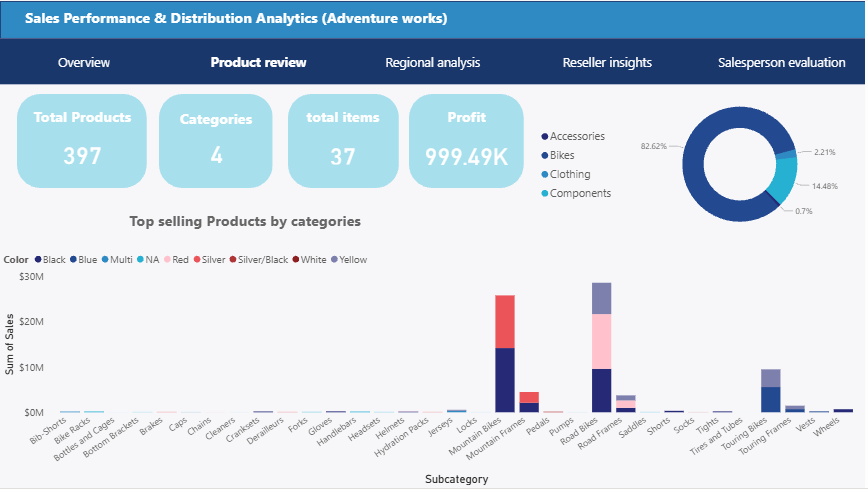 Sales Performance & Distribution Analytics (Adventure works)
Overview
Product review
Regional analysis
Reseller insights
Salesperson evaluation
Total Products
397
Categories
4
total items
37
Profit
999.49K
Accessories
Bikes
Clothing
Components
82.62%
2.21%
14.48%
0.7%
Top selling Products by categories
Color Black Blue Multi NA Red Silver Silver/Black White Yellow
Sum of Sales
$30M
$20M
$10M
$0M
Bib-Shorts
Bike Racks
Bottles and Cages
Bottom Brackets
Brakes
Caps
Chains
Cleaners
Cranksets
Derailleurs
Forks
Gloves
Handlebars
Headsets
Helmets
Hydration Packs
Jerseys
Locks
Mountain Bikes
Mountain Frames
Pedals
Pumps
Road Bikes
Road Frames
Saddles
Shorts
Socks
Tights
Tires and Tubes
Touring Bikes
Touring Frames
Vests
Wheels
Subcategory